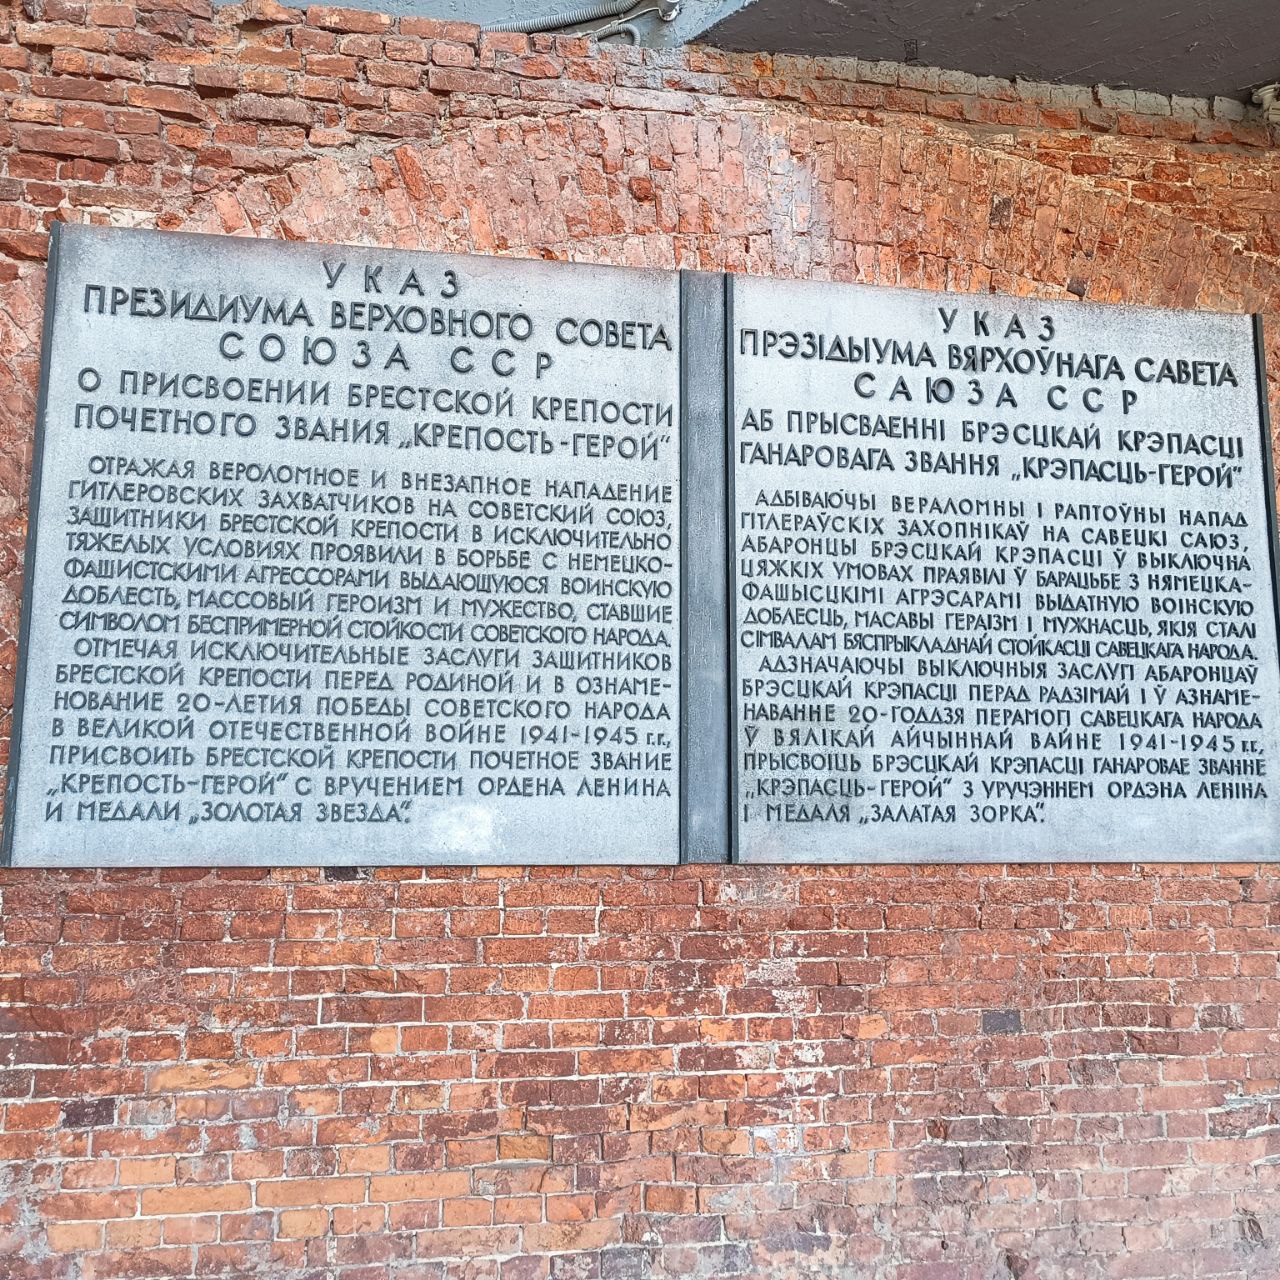 УКАЗ
ПРЕЗИДИУМА ВЕРХОВНОГО СОВЕТА
СОЮЗА ССР
О ПРИСВОЕНИИ БРЕСТСКОЙ КРЕПОСТИ
ПОЧЕТНОГО ЗВАНИЯ „КРЕПОСТЬ-ГЕРОЙ"
ОТРАЖАЯ ВЕРОЛОМНОЕ И ВНЕЗАПНОЕ НАПАДЕНИЕ
ГИТЛЕРОВСКИХ ЗАХВАТЧИКОВ НА СОВЕТСКИЙ СОЮЗ,
ЗАЩИТНИКИ БРЕСТСКОЙ КРЕПОСТИ В ИСКЛЮЧИТЕЛЬНО
ТЯЖЕЛЫХ УСЛОВИЯХ ПРОЯВИЛИ В БОРЬБЕ С НЕМЕЦКО-
ФАШИСТСКИМИ АГРЕССОРАМИ ВЫДАЮЩУЮСЯ ВОИНСКУЮ
ДОБЛЕСТЬ, МАССОВЫЙ ГЕРОИЗМ И МУЖЕСТВО, СТАВШИЕ
СИМВОЛОМ БЕСПРИМЕРНОЙ СТОЙКОСТИ СОВЕТСКОГО НАРОДА.
ОТМЕЧАЯ ИСКЛЮЧИТЕЛЬНЫЕ ЗАСЛУГИ ЗАЩИТНИКОВ
БРЕСТСКОЙ КРЕПОСТИ ПЕРЕД РОДИНОЙ И В ОЗНАМЕ-
НОВАНИЕ 20-ЛЕТИЯ ПОБЕДЫ СОВЕТСКОГО НАРОДА
В ВЕЛИКОЙ ОТЕЧЕСТВЕННОЙ ВОЙНЕ 1941-1945 г.г.,
ПРИСВОИТЬ БРЕСТСКОЙ КРЕПОСТИ ПОЧЕТНОЕ ЗВАНИЕ
„КРЕПОСТЬ-ГЕРОЙ" С ВРУЧЕНИЕМ ОРДЕНА ЛЕНИНА
И МЕДАЛИ „ЗОЛОТАЯ ЗВЕЗДА".
УКАЗ
ПРЭЗІДЫУМА ВЯРХОЎНАГА САВЕТА
САЮЗА ССР
АБ ПРЫСВАЕННІ БРЭСЦКАЙ КРЭПАСЦІ
ГАНАРОВАГА ЗВАННЯ „КРЭПАСЦЬ-ГЕРОЙ"
АДБІВАЮЧЫ ВЕРАЛОМНЫ І РАПТОЎНЫ НАПАД
ГІТЛЕРАЎСКІХ ЗАХОПНІКАЎ НА САВЕЦКІ САЮЗ,
АБАРОНЦЫ БРЭСЦКАЙ КРЭПАСЦІ Ў ВЫКЛЮЧНА
ЦЯЖКІХ УМОВАХ ПРАЯВІЛІ Ў БАРАЦЬБЕ З НЯМЕЦКА-
ФАШЫСЦКІМІ АГРЭСАРАМІ ВЫДАТНУЮ ВОІНСКУЮ
ДОБЛЕСЦЬ, МАСАВЫ ГЕРАІЗМ І МУЖНАСЦЬ, ЯКІЯ СТАЛІ
СІМВАЛАМ БЯСПРЫКЛАДНАЙ СТОЙКАСЦІ САВЕЦКАГА НАРОДА.
АДЗНАЧАЮЧЫ ВЫКЛЮЧНЫЯ ЗАСЛУГІ АБАРОНЦАЎ
БРЭСЦКАЙ КРЭПАСЦІ ПЕРАД РАДЗІМАЙ І Ў АЗНАМЕ-
НАВАННЕ 20-ГОДДЗЯ ПЕРАМОГІ САВЕЦКАГА НАРОДА
Ў ВЯЛІКАЙ АЙЧЫННАЙ ВАЙНЕ 1941-1945 г.г.,
ПРЫСВОІЦЬ БРЭСЦКАЙ КРЭПАСЦІ ГАНАРОВАЕ ЗВАННЕ
„КРЭПАСЦЬ-ГЕРОЙ" З УРУЧЭННЕМ ОРДЭНА ЛЕНІНА
І МЕДАЛЯ „ЗАЛАТАЯ ЗОРКА".